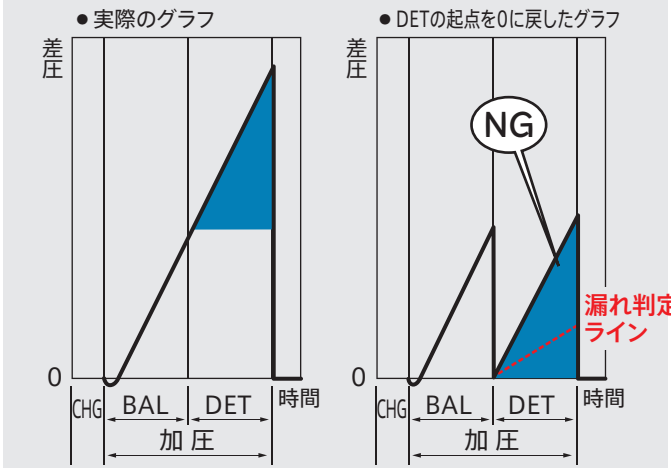 ● 実際のグラフ
差圧
0
CHG BAL DET 時間
加 圧
● DETの起点を0に戻したグラフ
差圧
NG
漏れ判定
ライン
0
CHG BAL DET 時間
加 圧